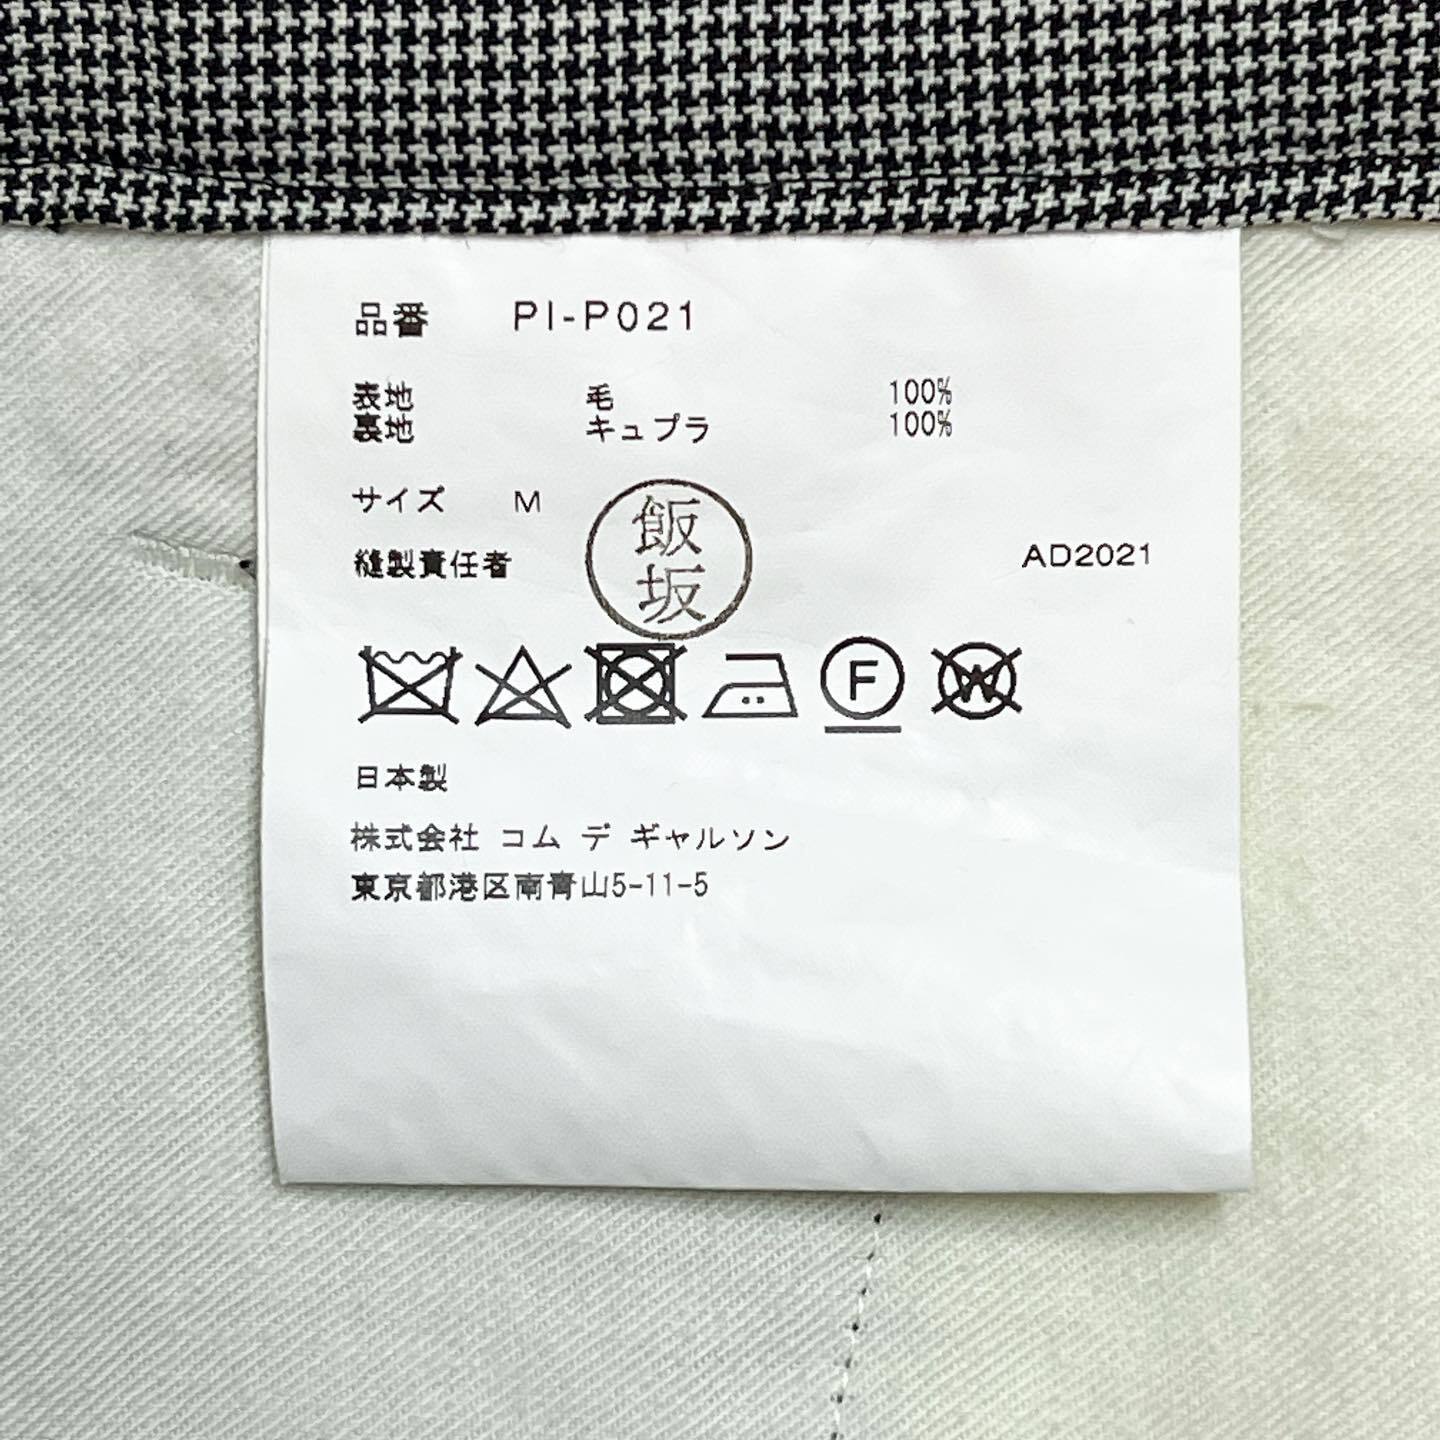 品番 PI-P021
表地 毛 100%
裏地 キュプラ 100%
サイズ M
縫製責任者 飯坂 AD2021
F W
日本製
株式会社 コム デ ギャルソン
東京都港区南青山5-11-5